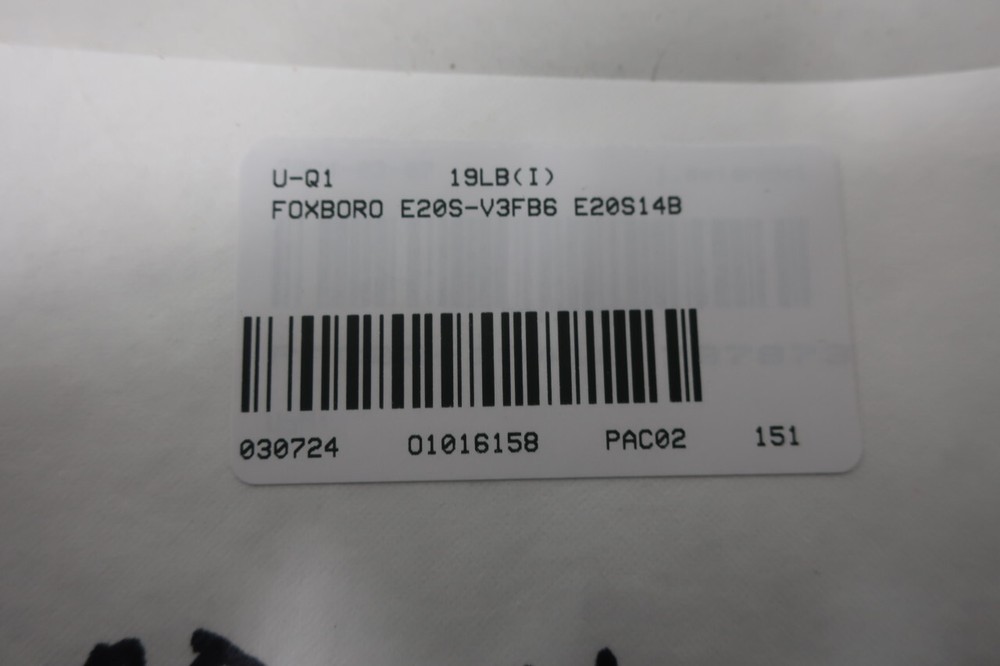 U-Q1 19LB(I)
FOXBORO E20S-V3FB6 E20S14B
030724 01016158 PAC02 151